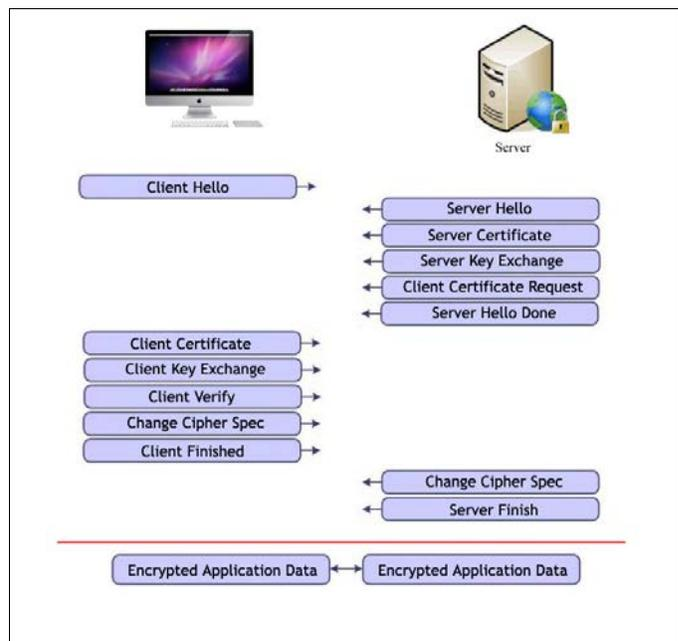 Server
Client Hello
Server Hello
Server Certificate
Server Key Exchange
Client Certificate Request
Server Hello Done
Client Certificate
Client Key Exchange
Client Verify
Change Cipher Spec
Client Finished
Change Cipher Spec
Server Finish
Encrypted Application Data
Encrypted Application Data